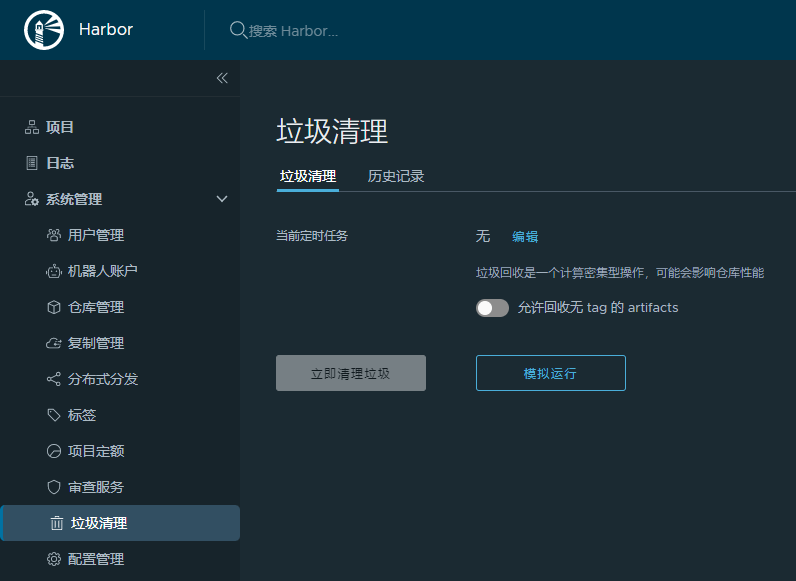 Harbor
搜索 Harbor...
项目
日志
系统管理
用户管理
机器人账户
仓库管理
复制管理
分布式分发
标签
项目定额
审查服务
垃圾清理
配置管理
垃圾清理
垃圾清理 历史记录
当前定时任务 无 编辑
垃圾回收是一个计算密集型操作，可能会影响仓库性能
允许回收无 tag 的 artifacts
立即清理垃圾 模拟运行